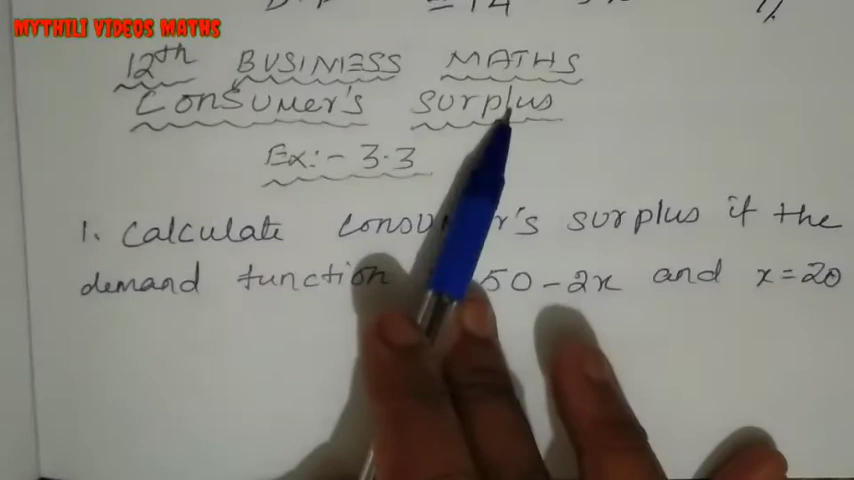 MYTHILI VIDEOS MATHS
12th BUSINESS MATHS
Consumer's surplus
Ex:- 3.3
1. Calculate surplus if the
demand function 50-2x and x=20